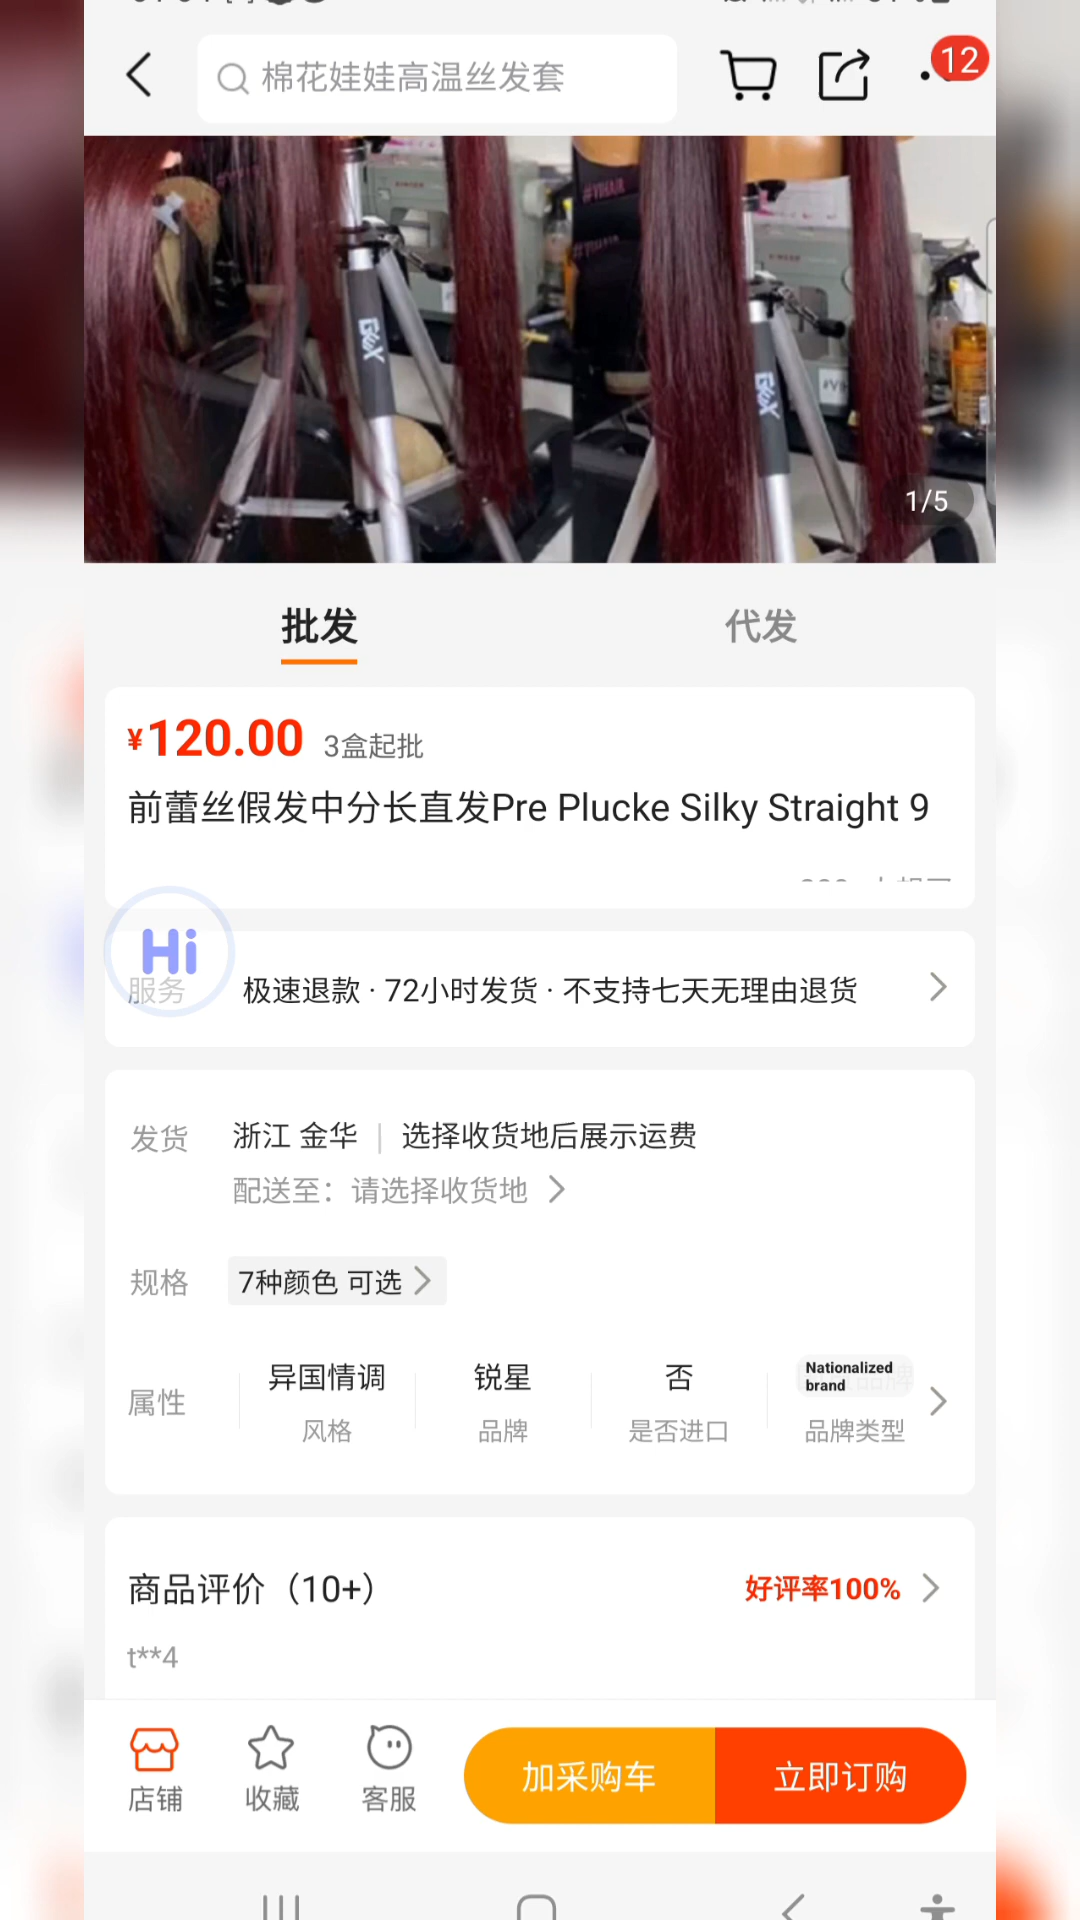 棉花娃娃高温丝发套
12
1/5
批发
代发
¥120.00 3盒起批
前蕾丝假发中分长直发Pre Plucke Silky Straight 9
Hi
服务 极速退款 · 72小时发货 · 不支持七天无理由退货
发货 浙江 金华 | 选择收货地后展示运费
配送至：请选择收货地
规格 7种颜色 可选
属性
异国情调
风格
锐星
品牌
否
是否进口
Nationalized
brand
品牌类型
商品评价（10+）
好评率100%
t**4
店铺
收藏
客服
加采购车
立即订购